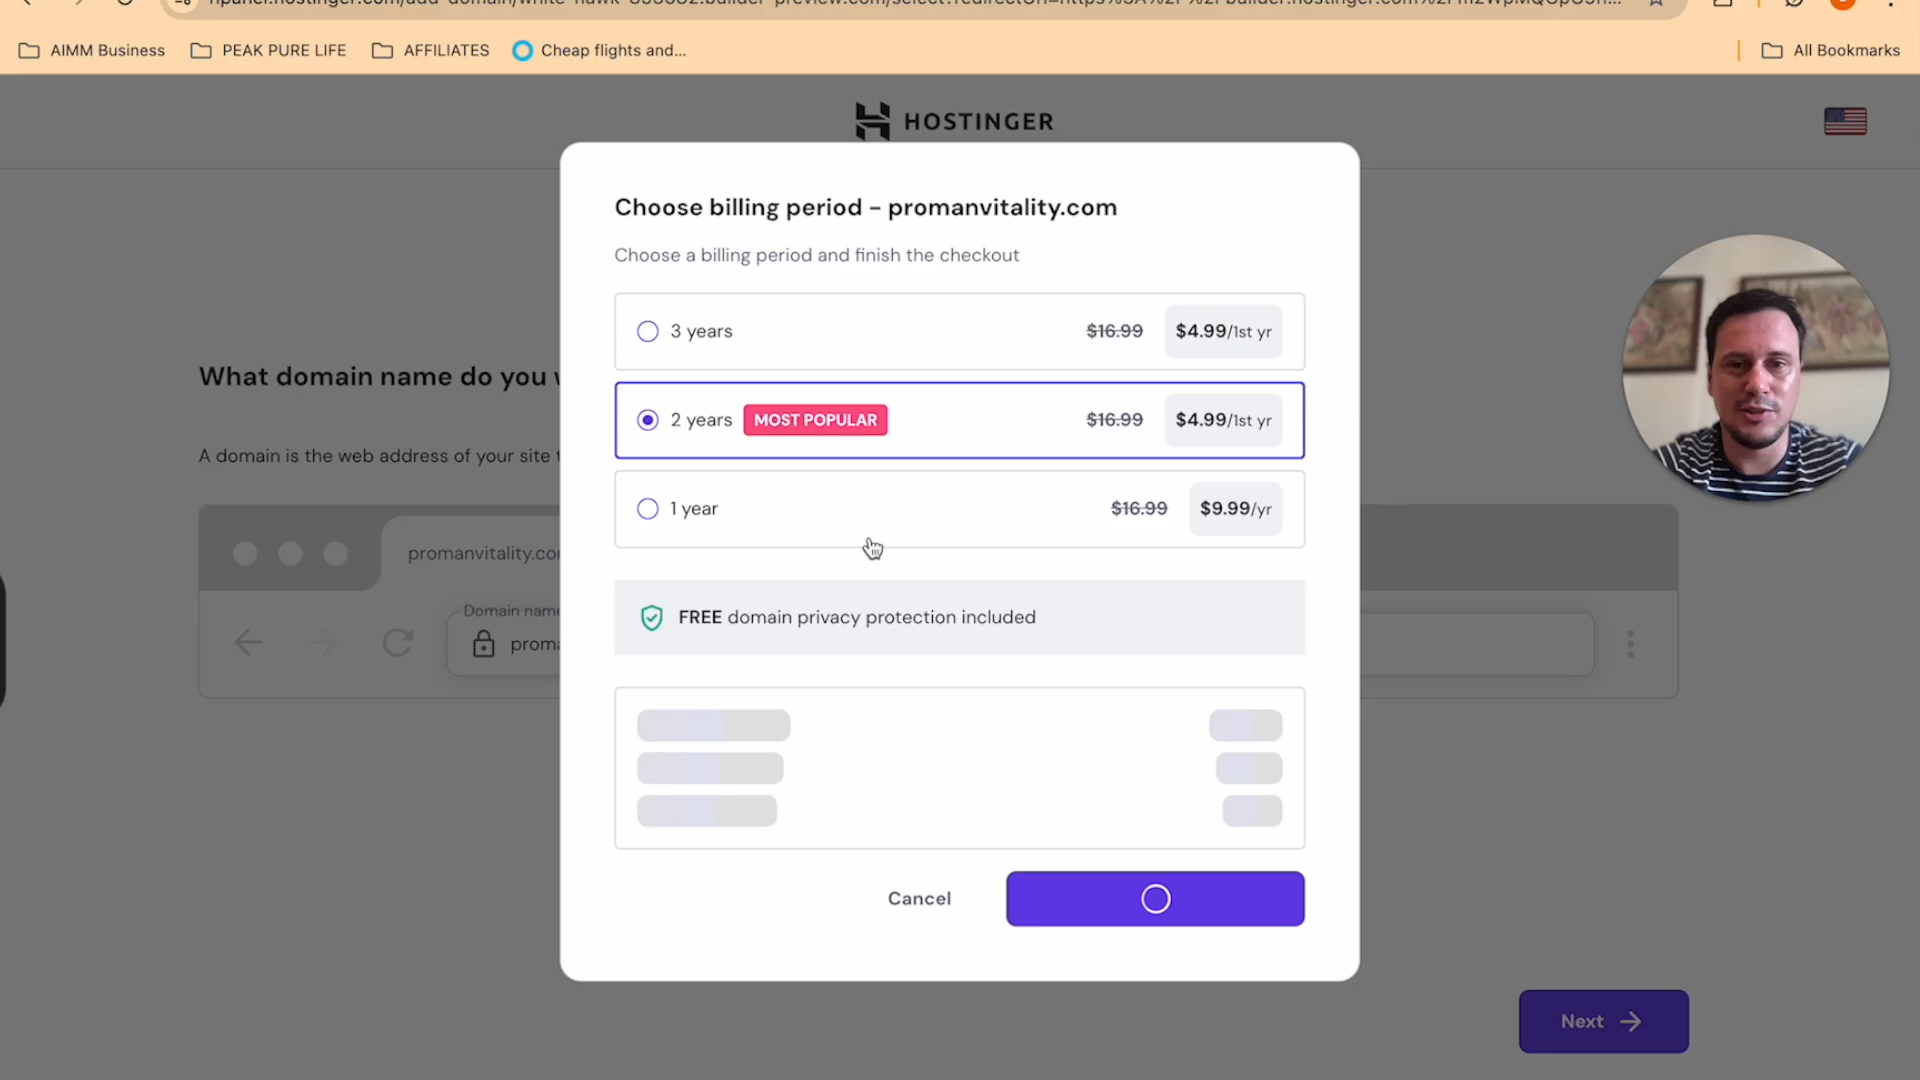 AIMM Business
PEAK PURE LIFE
AFFILIATES
Cheap flights and...
All Bookmarks
HOSTINGER
Choose billing period - promanvitality.com
Choose a billing period and finish the checkout
3 years $16.99 $4.99/1st yr
2 years MOST POPULAR $16.99 $4.99/1st yr
1 year $16.99 $9.99/yr
FREE domain privacy protection included
Cancel
What domain name do you
A domain is the web address of your site
promanvitality.co
Domain name
prom
Next